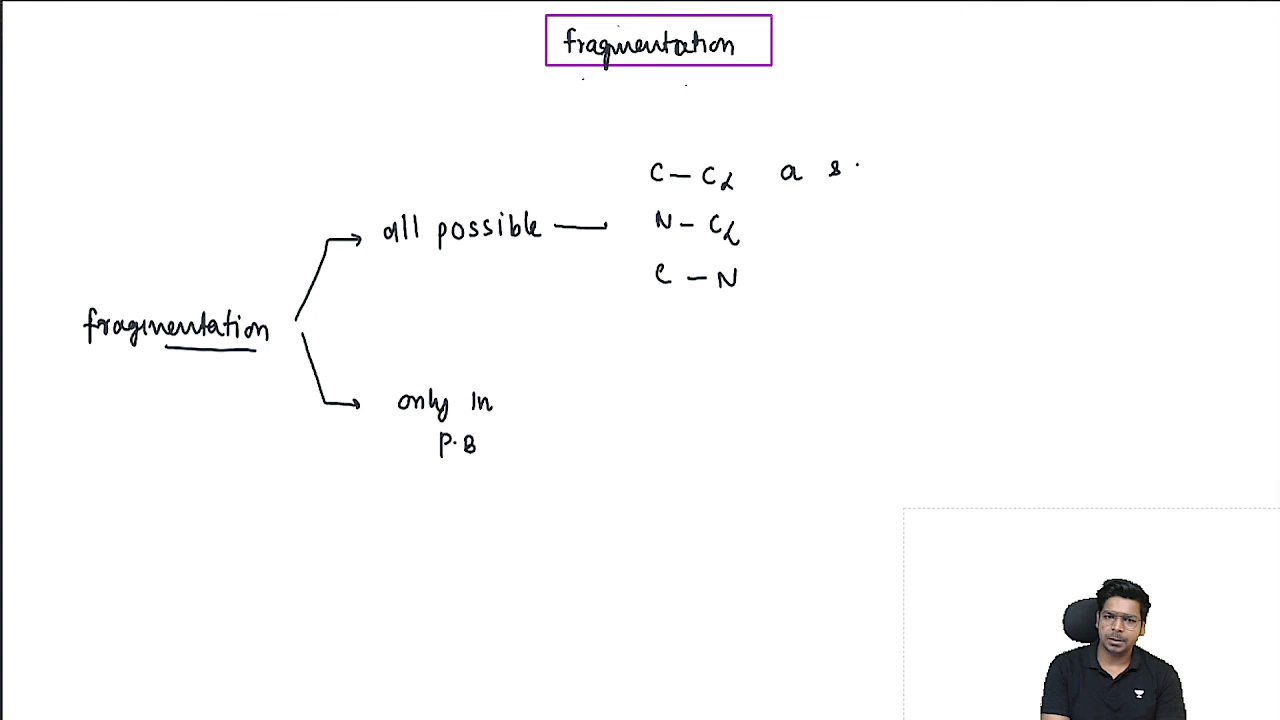 fragmentation
C – Cα a s.
all possible — N – Cα
C – N
fragmentation
only in
P.B